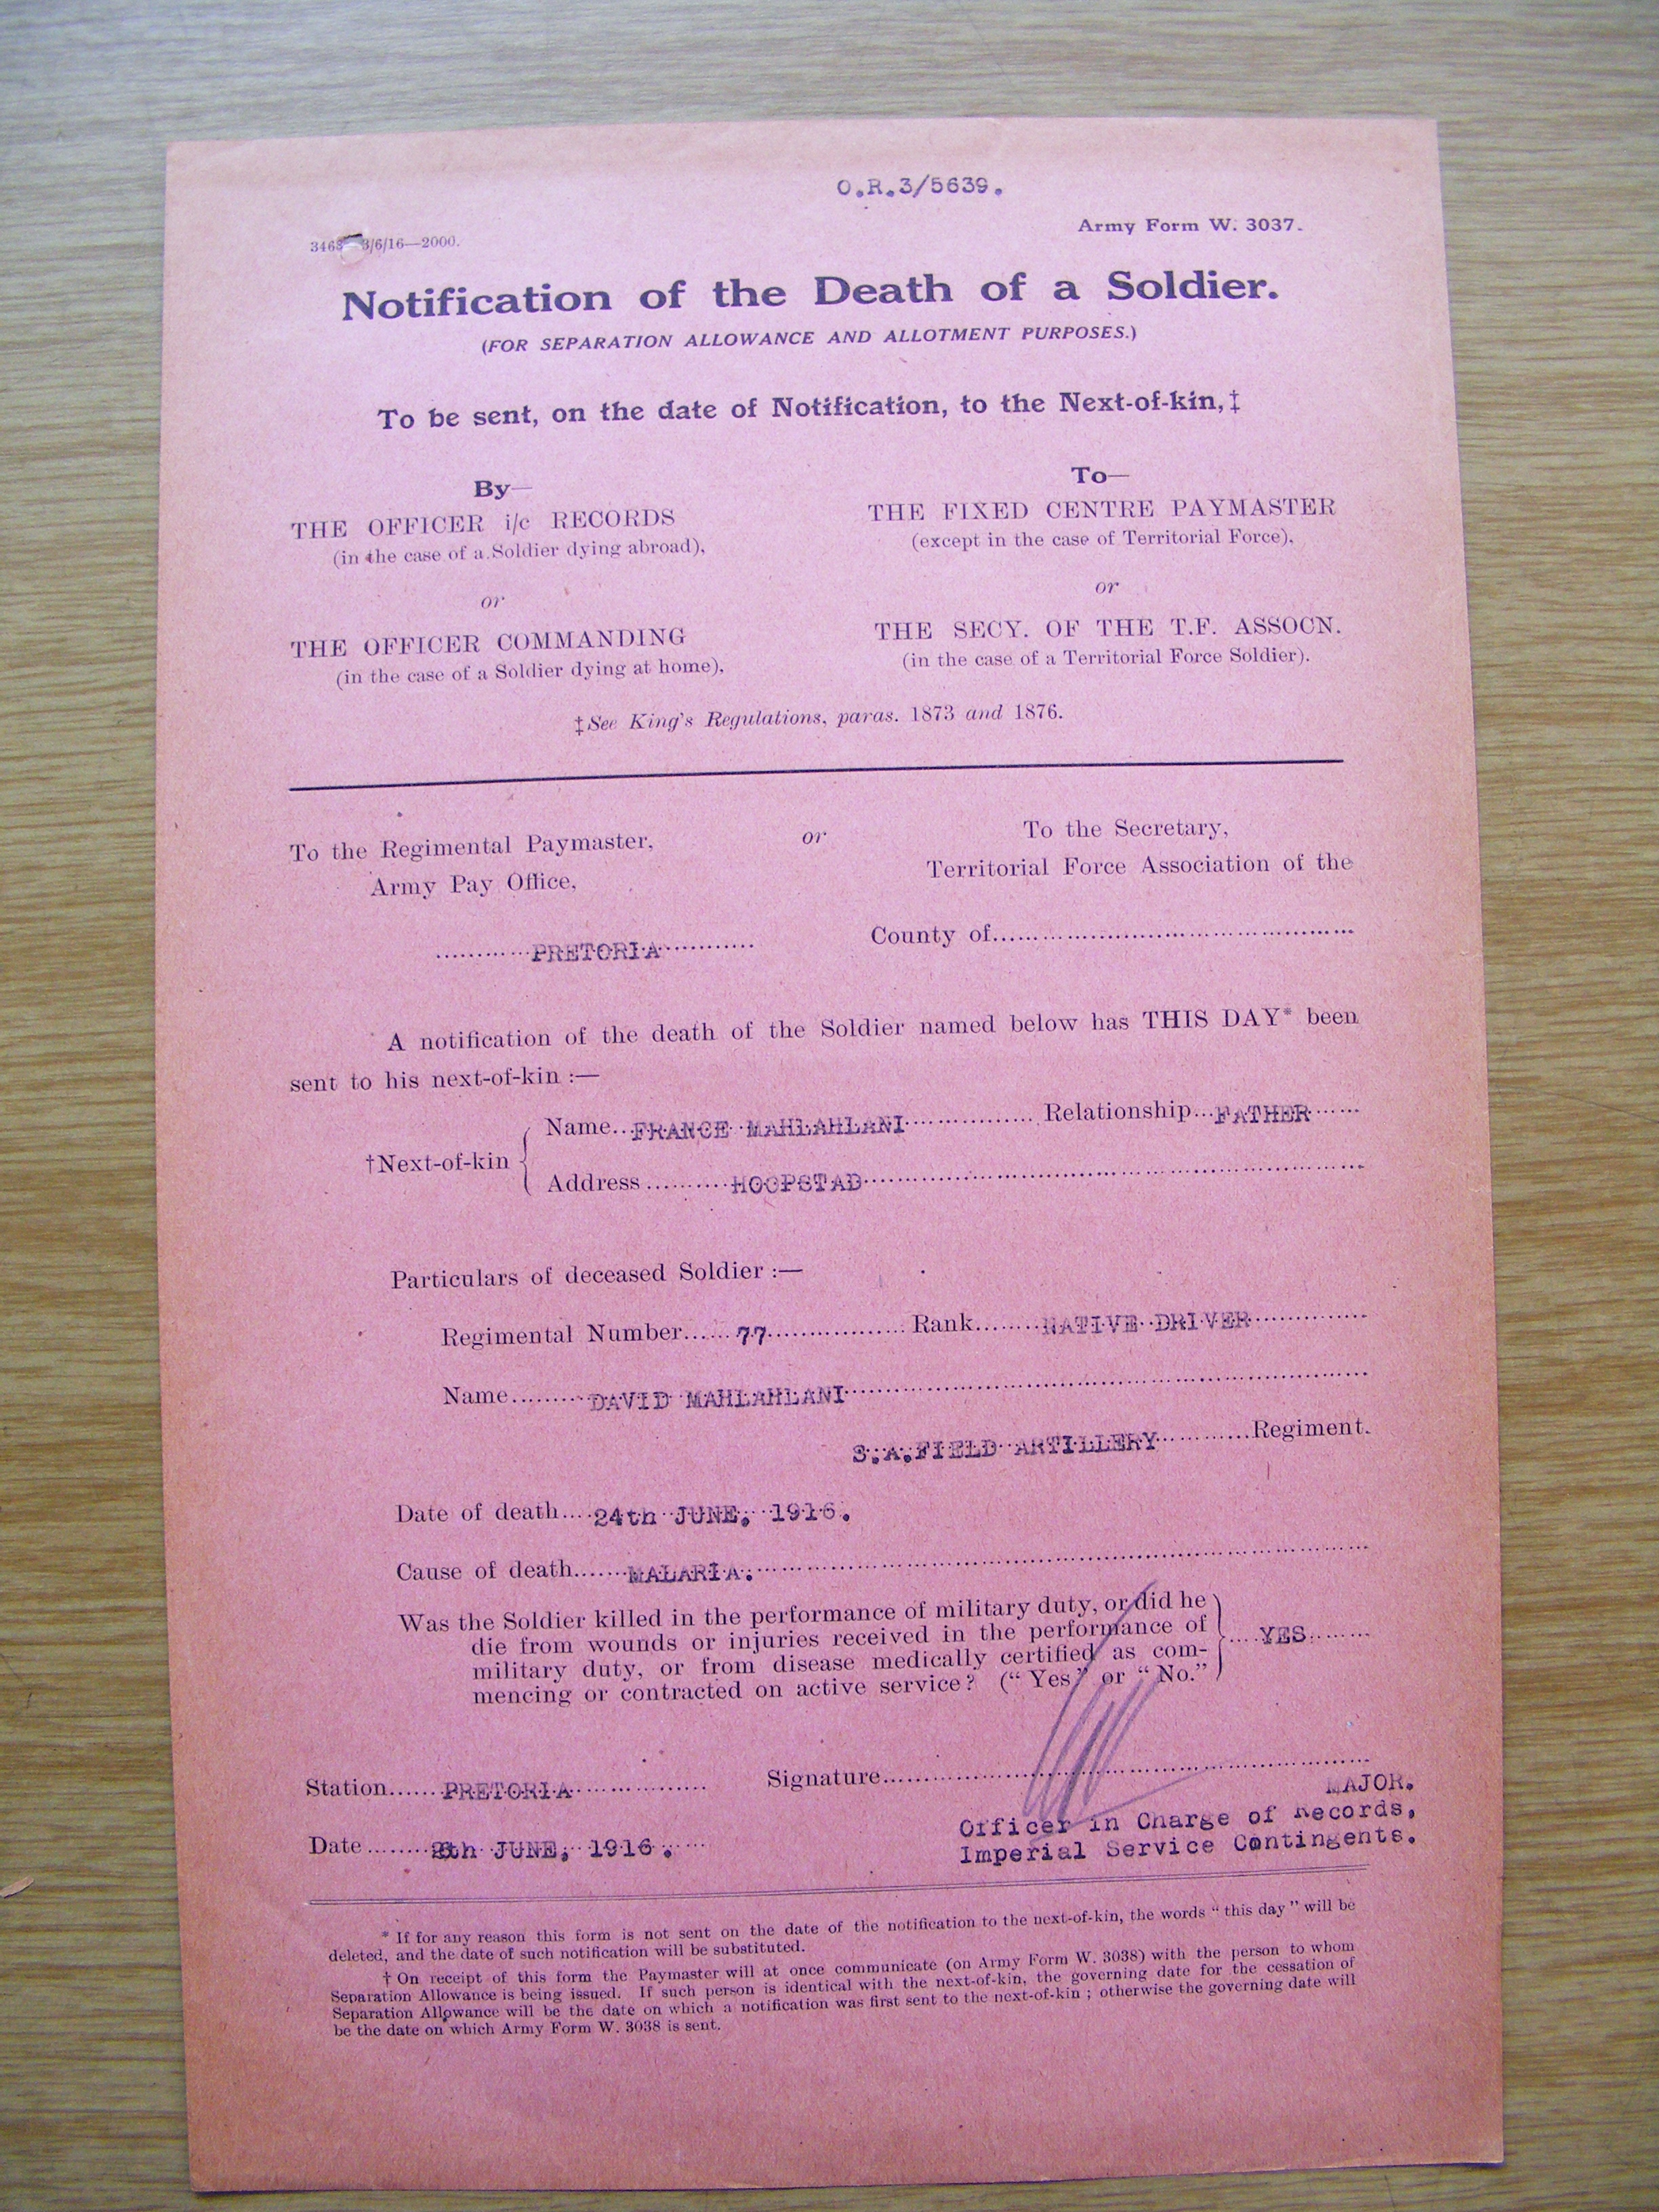 O.R.3/5639.
3/6/16—2000.
Army Form W. 3037.
Notification of the Death of a Soldier.
(FOR SEPARATION ALLOWANCE AND ALLOTMENT PURPOSES.)
To be sent, on the date of Notification, to the Next-of-kin,‡
By—
THE OFFICER i/c RECORDS
(in the case of a Soldier dying abroad),
or
THE OFFICER COMMANDING
(in the case of a Soldier dying at home),
To—
THE FIXED CENTRE PAYMASTER
(except in the case of Territorial Force),
or
THE SECY. OF THE T.F. ASSOCN.
(in the case of a Territorial Force Soldier).
‡See King's Regulations, paras. 1873 and 1876.
To the Regimental Paymaster,
Army Pay Office,
PRETORIA
or
To the Secretary,
Territorial Force Association of the
County of
A notification of the death of the Soldier named below has THIS DAY* been
sent to his next-of-kin :—
†Next-of-kin
Name FRANCE MAHLAHLANI Relationship FATHER
Address HOOPSTAD
Particulars of deceased Soldier :—
Regimental Number 77 Rank NATIVE DRIVER
Name DAVID MAHLAHLANI
S.A.FIELD ARTILLERY Regiment.
Date of death 24th JUNE, 1916.
Cause of death MALARIA.
Was the Soldier killed in the performance of military duty, or did he
die from wounds or injuries received in the performance of
military duty, or from disease medically certified as com-
mencing or contracted on active service? ("Yes" or "No.")
YES
Station PRETORIA
Signature
MAJOR.
Officer in Charge of Records,
Imperial Service Contingents.
Date JUNE, 1916.
* If for any reason this form is not sent on the date of the notification to the next-of-kin, the words "this day" will be
deleted, and the date of such notification will be substituted.
† On receipt of this form the Paymaster will at once communicate (on Army Form W. 3038) with the person to whom
Separation Allowance is being issued. If such person is identical with the next-of-kin, the governing date for the cessation of
Separation Allowance will be the date on which a notification was first sent to the next-of-kin ; otherwise the governing date will
be the date on which Army Form W. 3038 is sent.